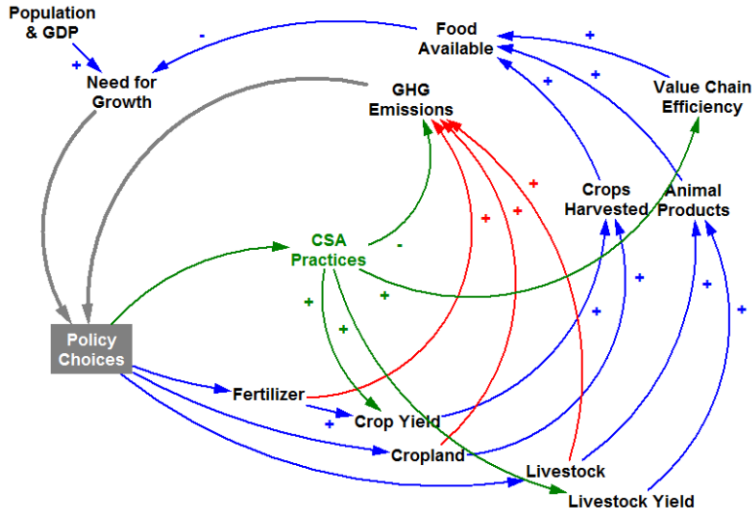 Population
& GDP
-
Food
Available
+
+
Need for
Growth
+
+
+
GHG
Emissions
Value Chain
Efficiency
+
Crops
Harvested
Animal
Products
+
+
CSA
Practices
-
+
+
+
+
+
+
+
Policy
Choices
Fertilizer
+
Crop Yield
Cropland
Livestock
Livestock Yield